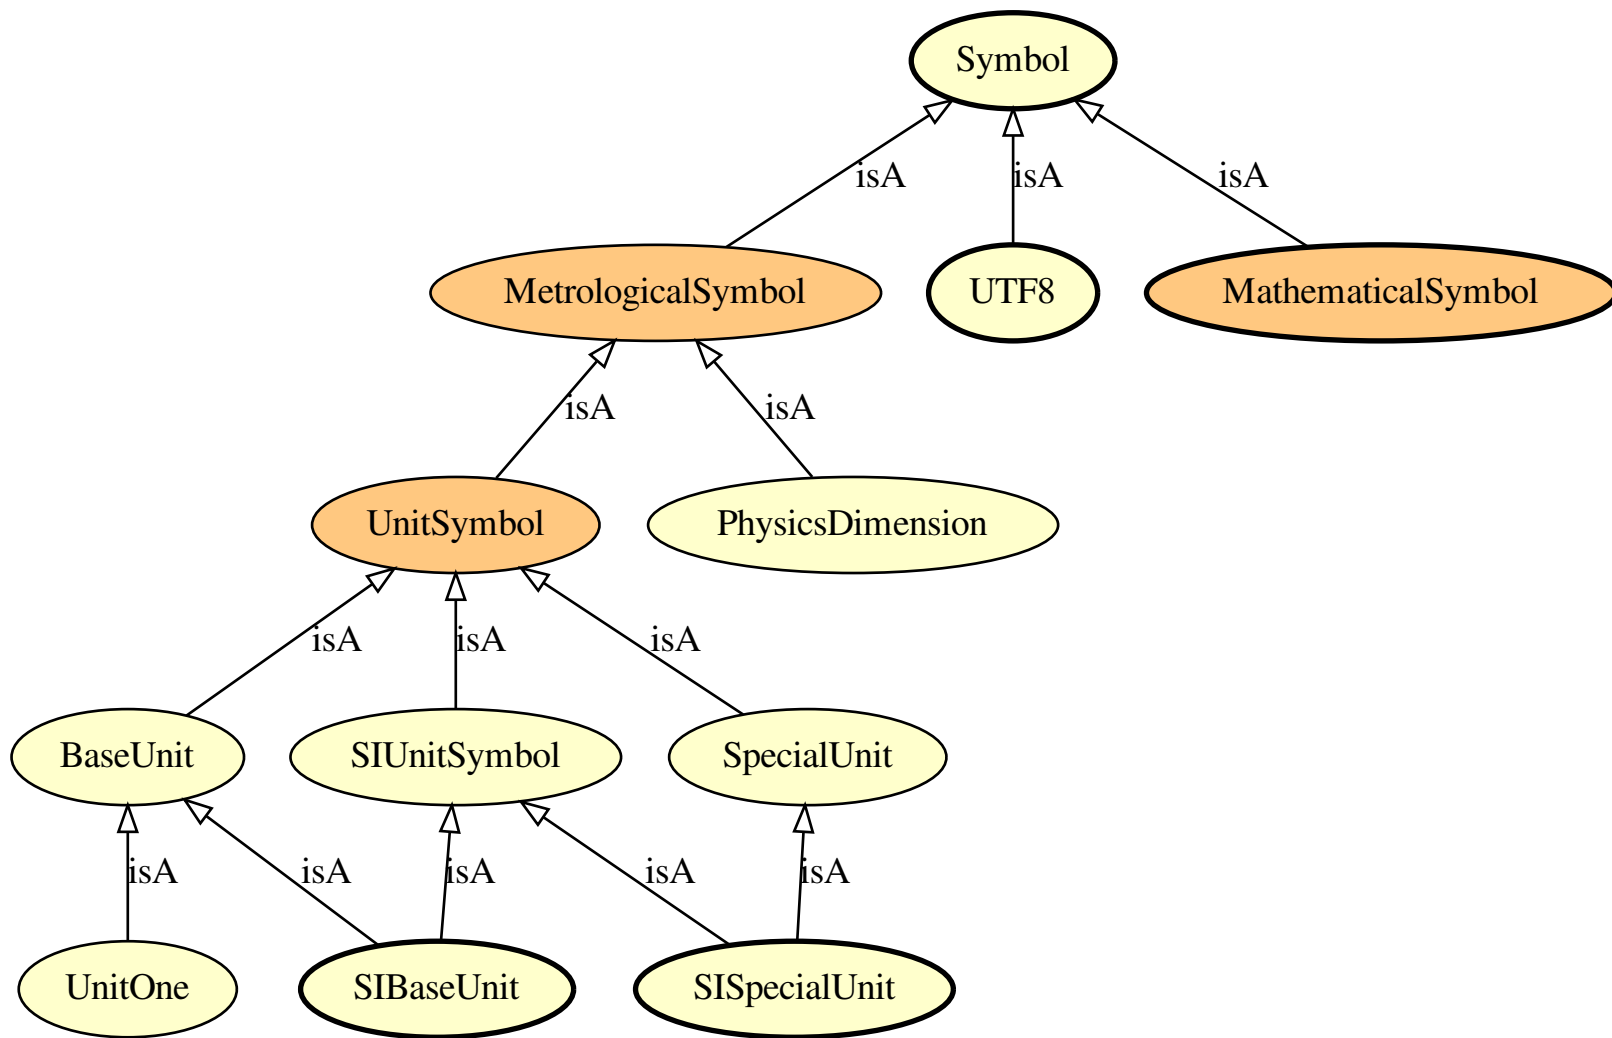 Symbol
isA isA isA
MetrologicalSymbol UTF8 MathematicalSymbol
isA isA
UnitSymbol PhysicsDimension
isA isA isA
BaseUnit SIUnitSymbol SpecialUnit
isA isA isA isA isA
UnitOne SIBaseUnit SISpecialUnit